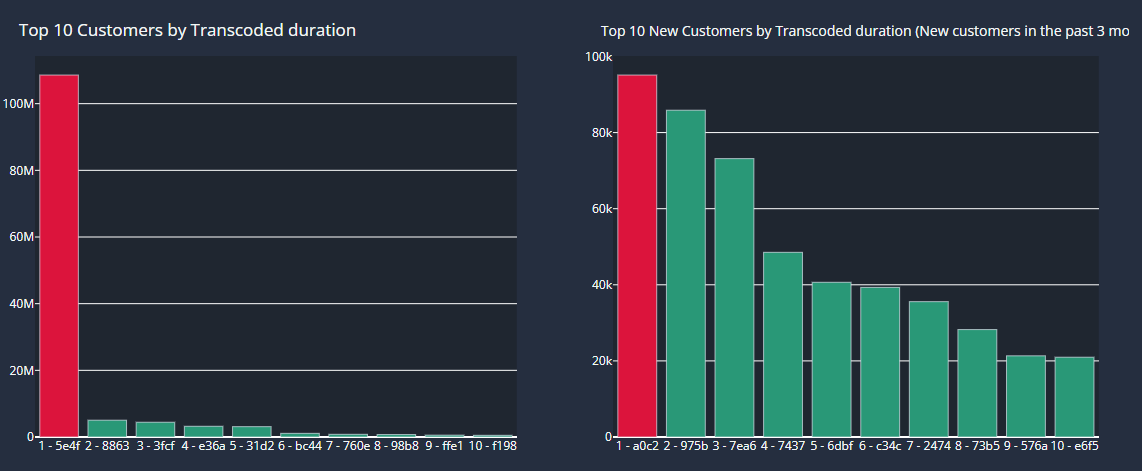 Top 10 Customers by Transcoded duration
100M
80M
60M
40M
20M
0
1 - 5e4f 2 - 8863 3 - 3fcf 4 - e36a 5 - 31d2 6 - bc44 7 - 760e 8 - 98b8 9 - ffe1 10 - f198
Top 10 New Customers by Transcoded duration (New customers in the past 3 mo
100k
80k
60k
40k
20k
0
1 - a0c2 2 - 975b 3 - 7ea6 4 - 7437 5 - 6dbf 6 - c34c 7 - 2474 8 - 73b5 9 - 576a 10 - e6f5